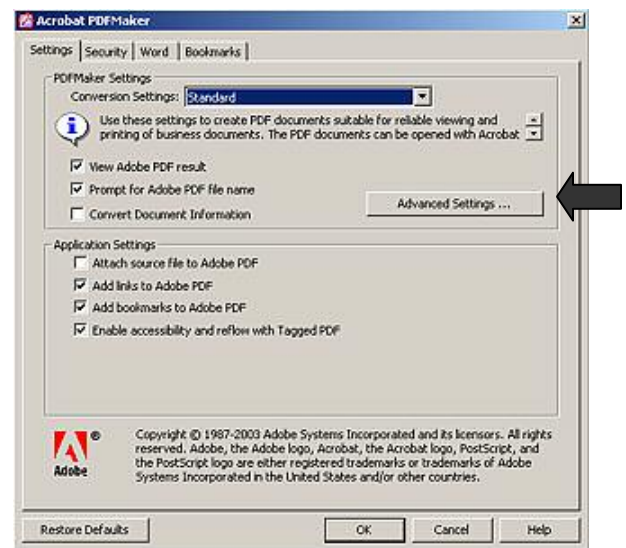 Acrobat PDFMaker
Settings Security Word Bookmarks
PDFMaker Settings
Conversion Settings: Standard
Use these settings to create PDF documents suitable for reliable viewing and
printing of business documents. The PDF documents can be opened with Acrobat
View Adobe PDF result
Prompt for Adobe PDF file name
Advanced Settings ...
Convert Document Information
Application Settings
Attach source file to Adobe PDF
Add links to Adobe PDF
Add bookmarks to Adobe PDF
Enable accessibility and reflow with Tagged PDF
Copyright © 1987-2003 Adobe Systems Incorporated and its licensors. All rights
reserved. Adobe, the Adobe logo, Acrobat, the Acrobat logo, PostScript, and
the PostScript logo are either registered trademarks or trademarks of Adobe
Systems Incorporated in the United States and/or other countries.
®
Adobe
Restore Defaults OK Cancel Help